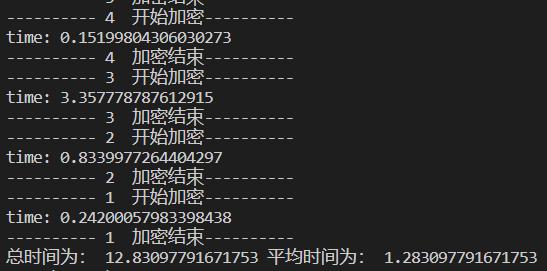 ---------- 4  开始加密----------
time: 0.15199804306030273
---------- 4  加密结束----------
---------- 3  开始加密----------
time: 3.357778787612915
---------- 3  加密结束----------
---------- 2  开始加密----------
time: 0.8339977264404297
---------- 2  加密结束----------
---------- 1  开始加密----------
time: 0.24200057983398438
---------- 1  加密结束----------
总时间为： 12.83097791671753 平均时间为： 1.283097791671753